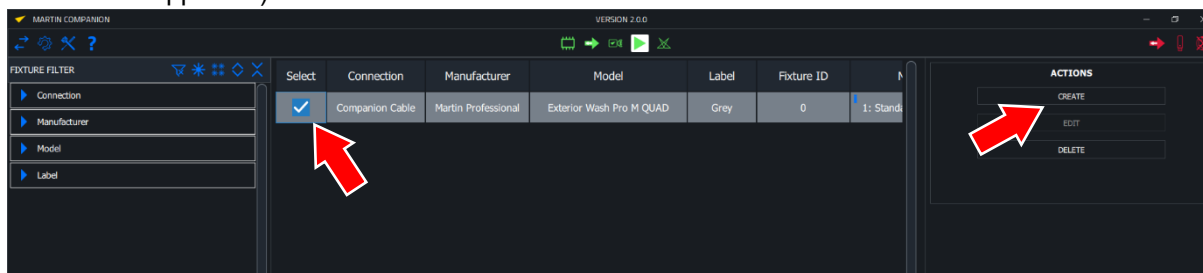 MARTIN COMPANION
VERSION 2.0.0
?
FIXTURE FILTER
Connection
Manufacturer
Model
Label
Select Connection Manufacturer Model Label Fixture ID
Companion Cable Martin Professional Exterior Wash Pro M QUAD Grey 0 1: Standa
ACTIONS
CREATE
EDIT
DELETE